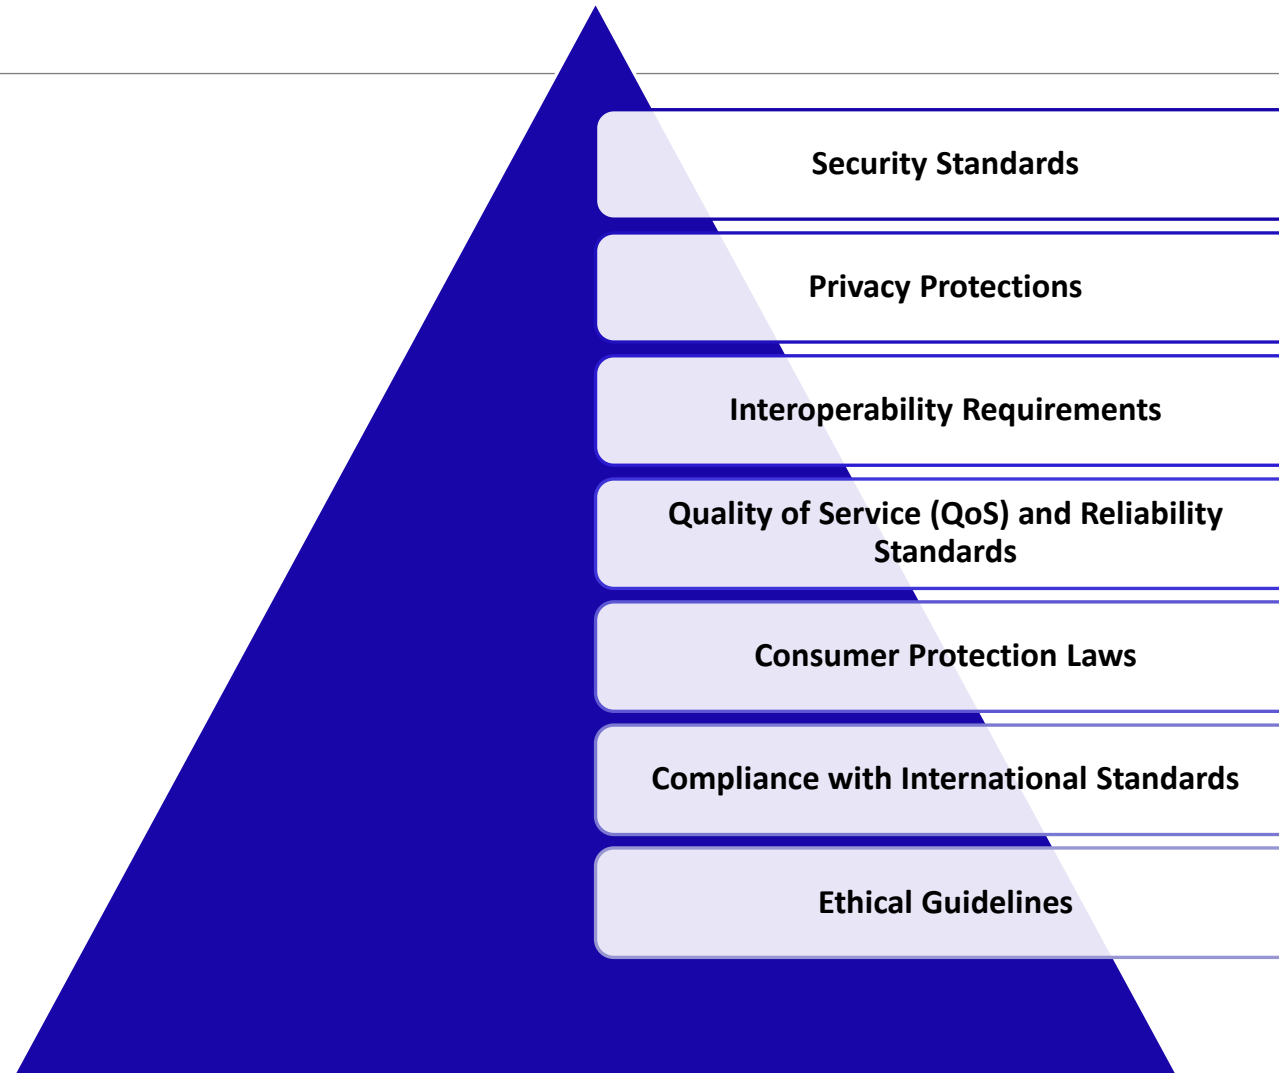 Security Standards
Privacy Protections
Interoperability Requirements
Quality of Service (QoS) and Reliability
Standards
Consumer Protection Laws
Compliance with International Standards
Ethical Guidelines